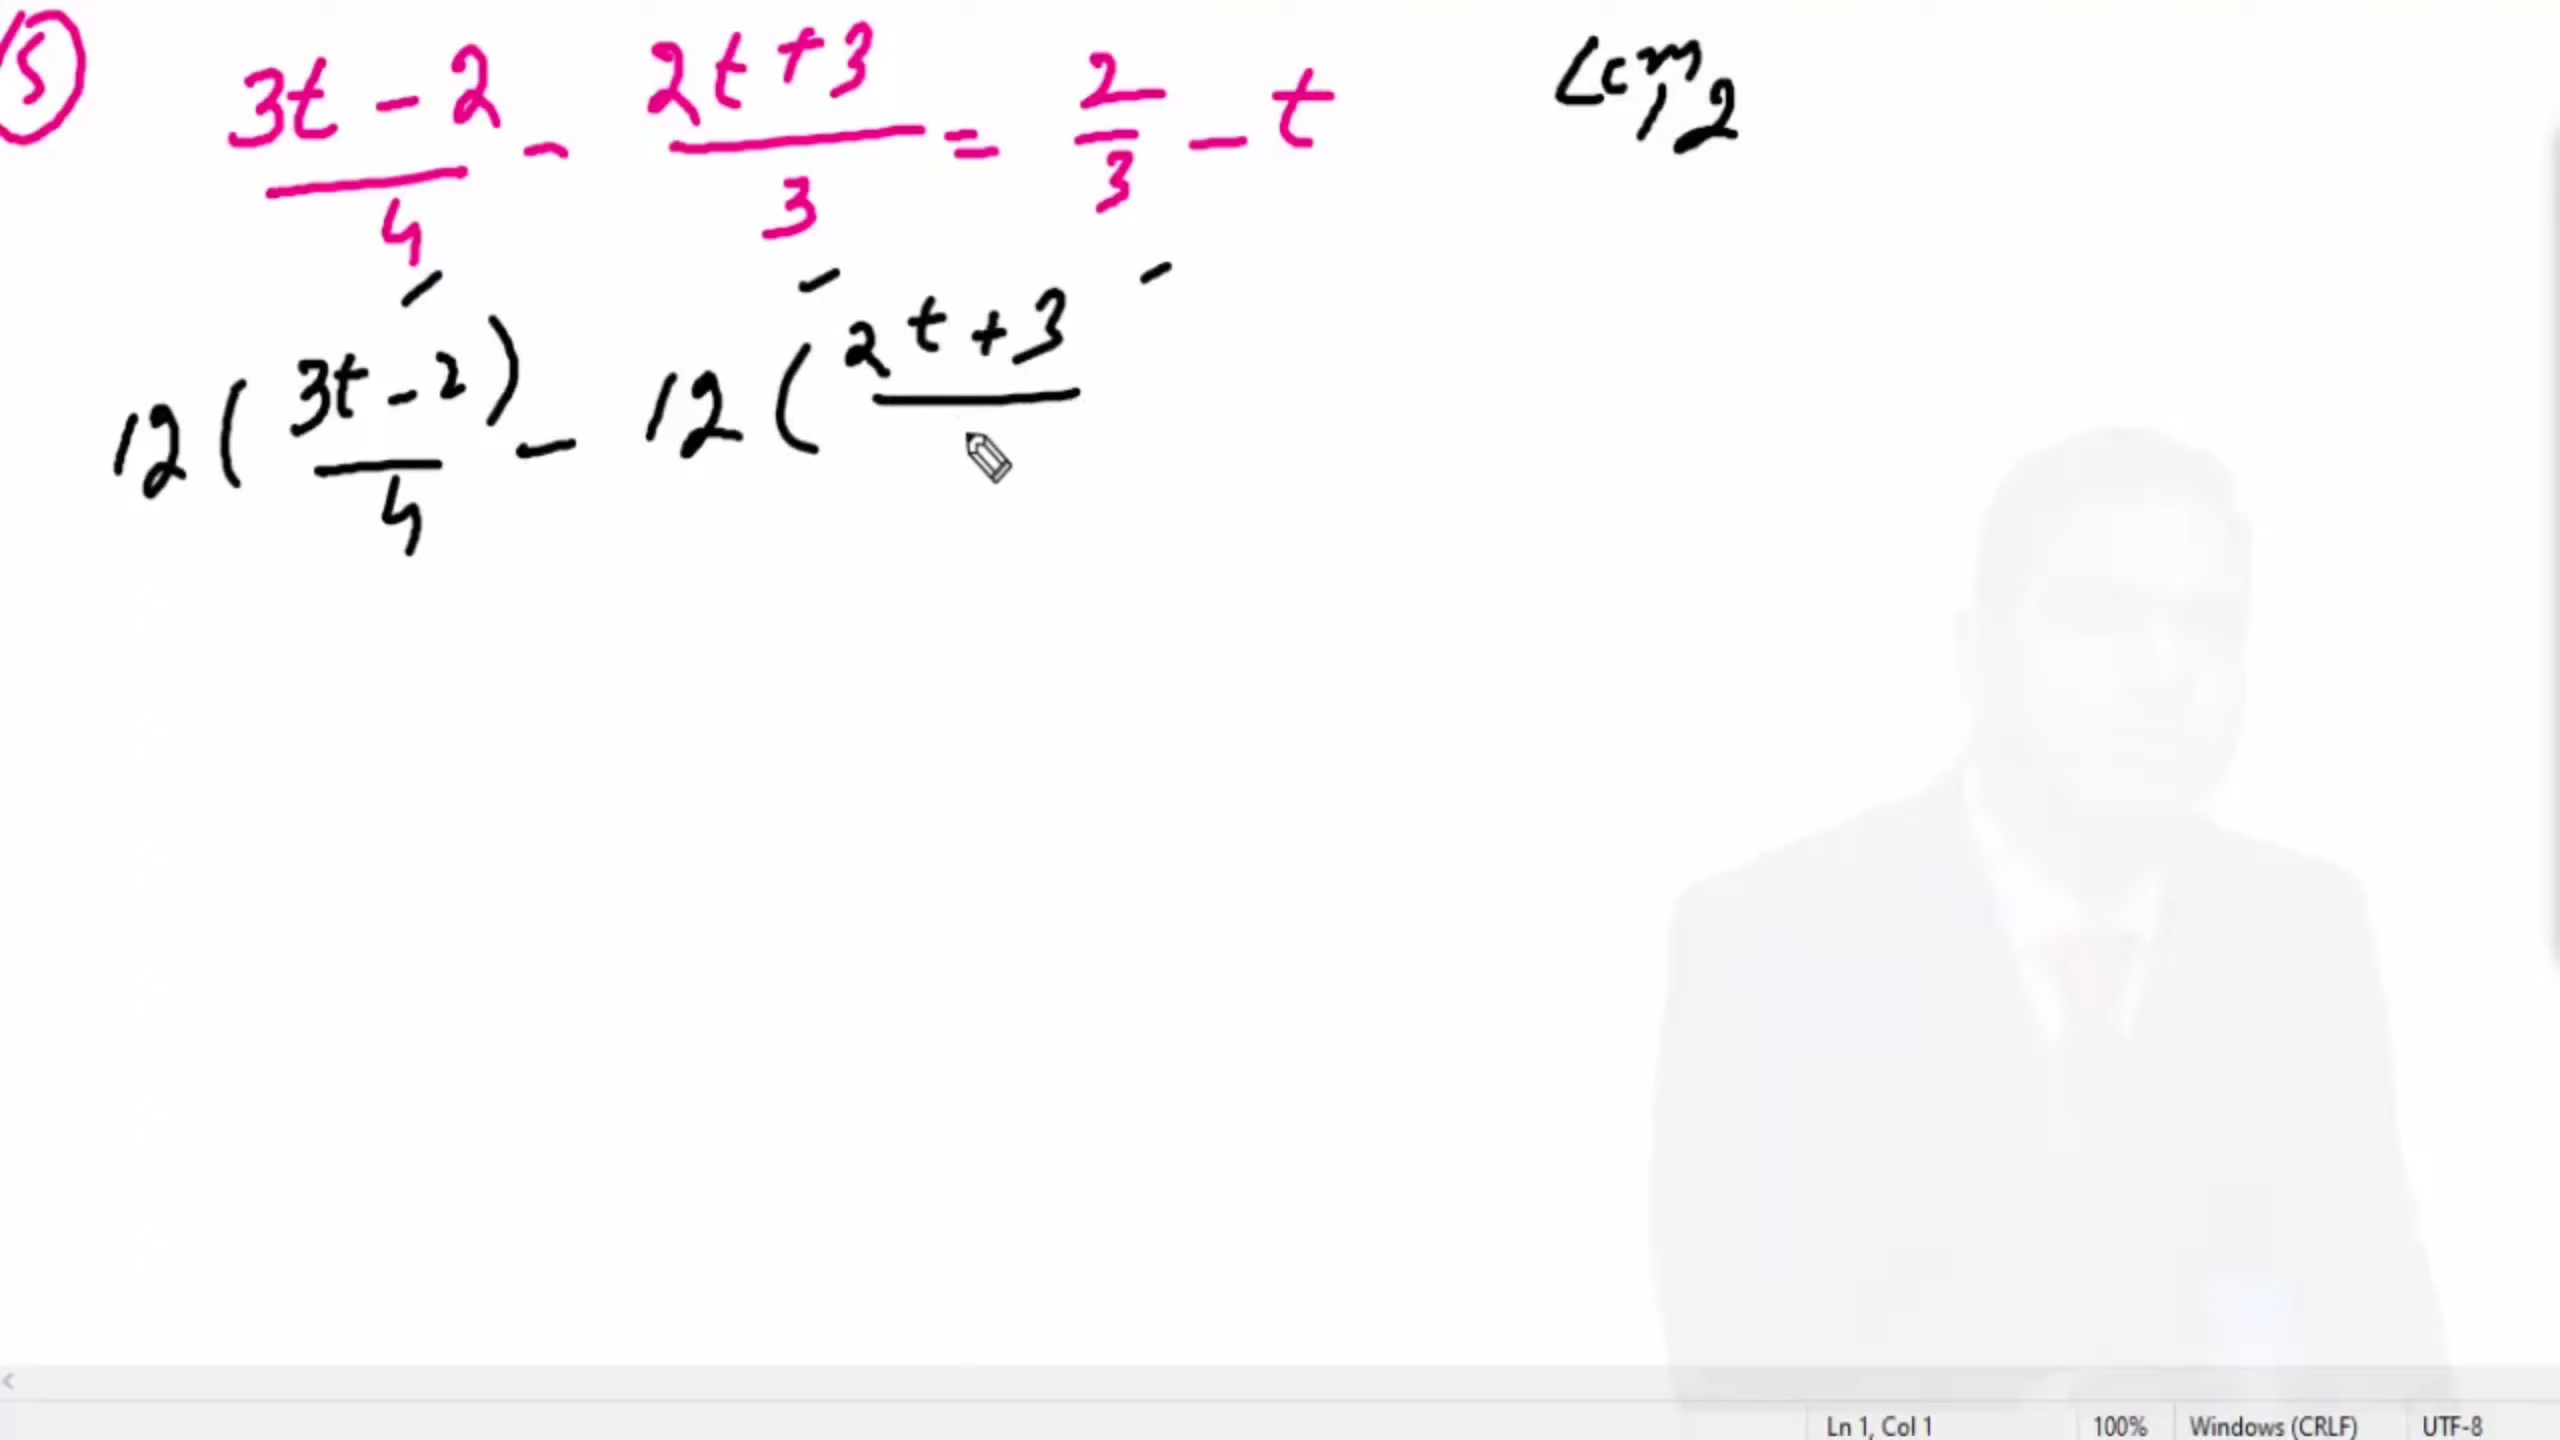 5 (3t - 2)/4 - (2t + 3)/3 = 2/3 - t LCM 12
12((3t - 2)/4) - 12((2t + 3)/
Ln 1, Col 1 100% Windows (CRLF) UTF-8